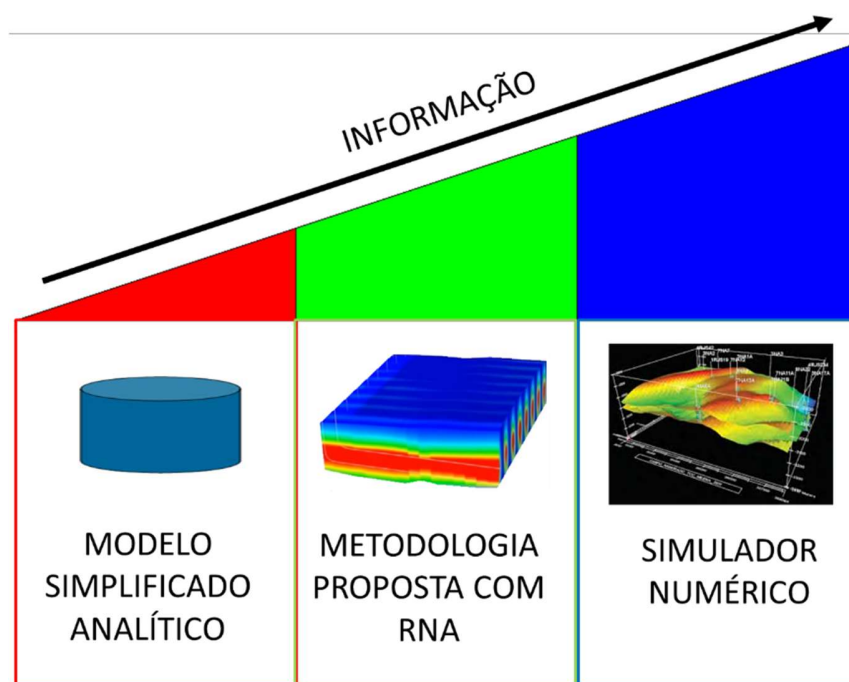 INFORMAÇÃO
MODELO
SIMPLIFICADO
ANALÍTICO
METODOLOGIA
PROPOSTA COM
RNA
SIMULADOR
NUMÉRICO